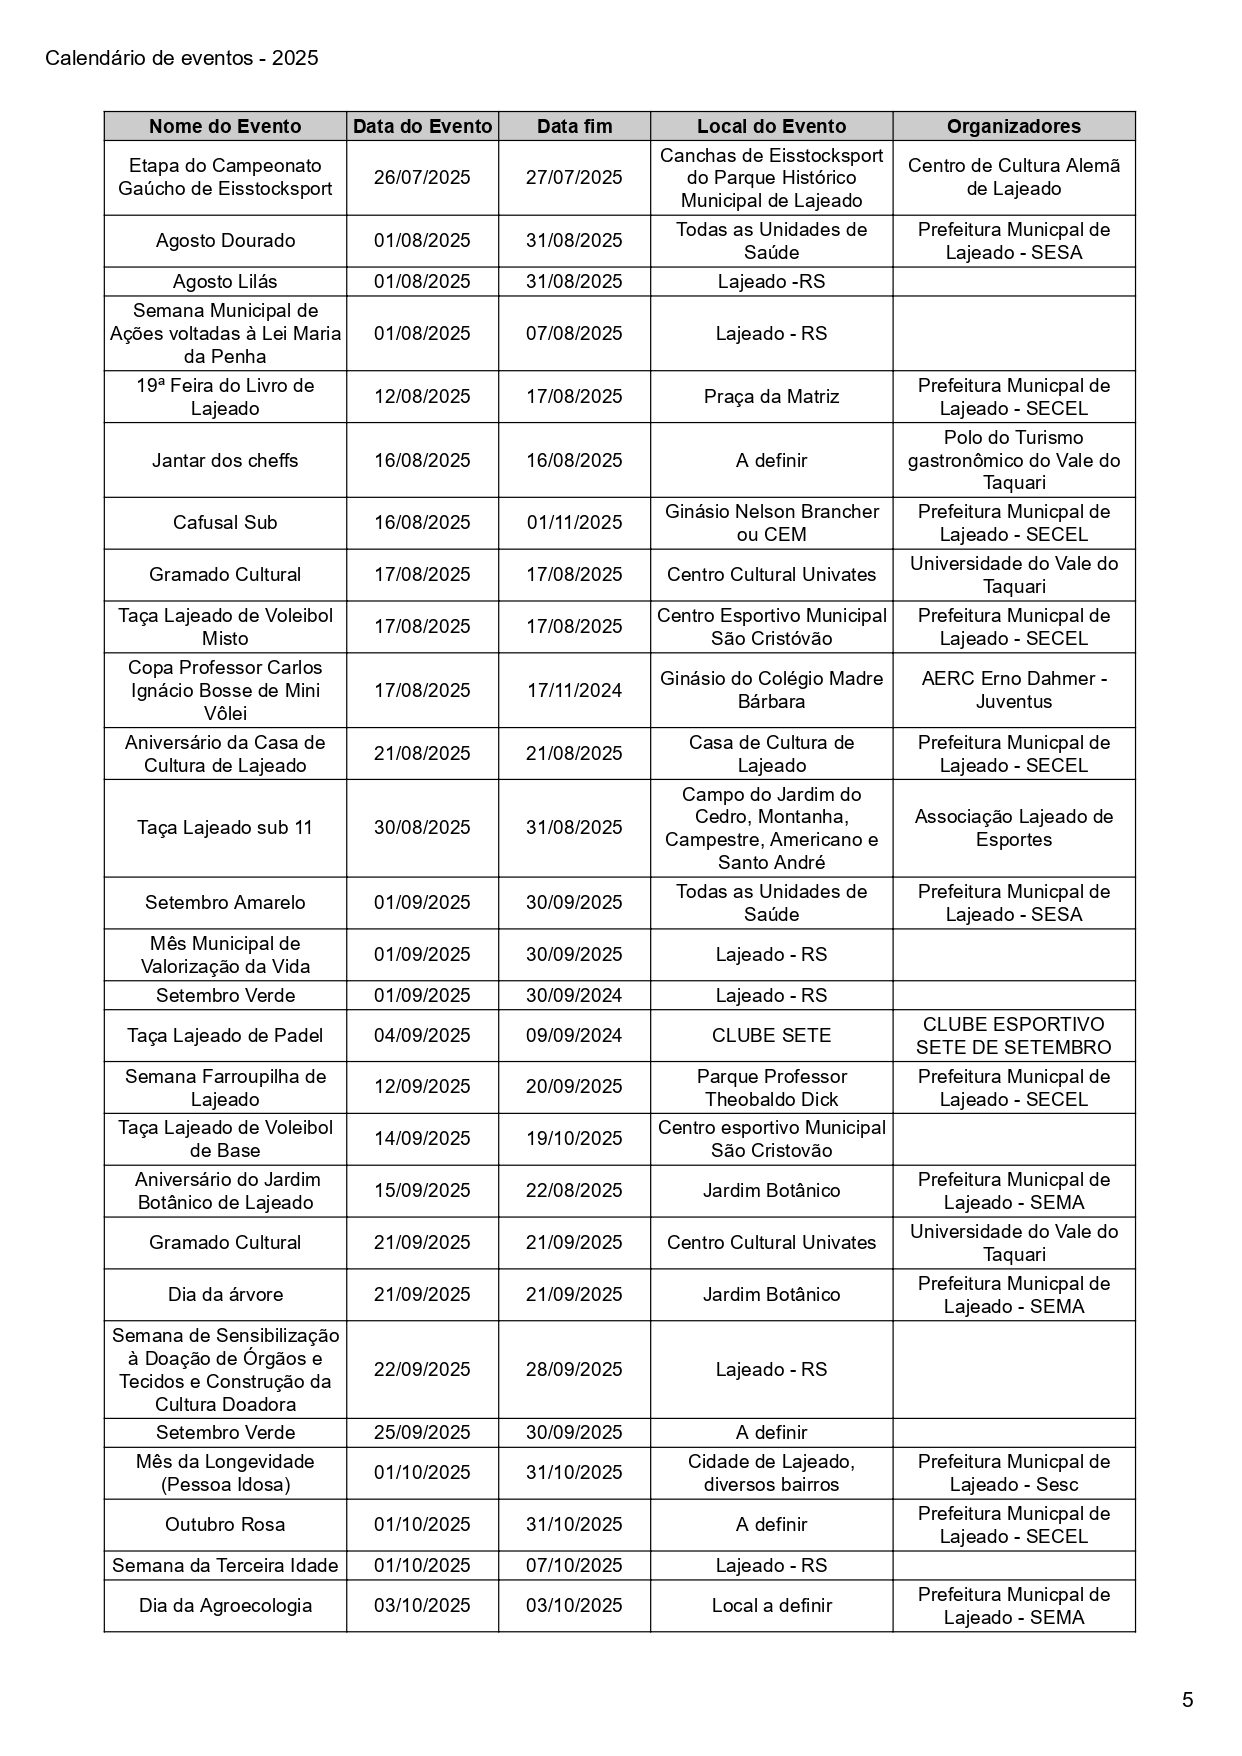 Calendário de eventos - 2025
Nome do Evento Data do Evento Data fim Local do Evento Organizadores
Etapa do Campeonato
Gaúcho de Eisstocksport
26/07/2025
27/07/2025
Canchas de Eisstocksport
do Parque Histórico
Municipal de Lajeado
Centro de Cultura Alemã
de Lajeado
Agosto Dourado
01/08/2025
31/08/2025
Todas as Unidades de
Saúde
Prefeitura Municpal de
Lajeado - SESA
Agosto Lilás
01/08/2025
31/08/2025
Lajeado -RS
Semana Municipal de
Ações voltadas à Lei Maria
da Penha
01/08/2025
07/08/2025
Lajeado - RS
19ª Feira do Livro de
Lajeado
12/08/2025
17/08/2025
Praça da Matriz
Prefeitura Municpal de
Lajeado - SECEL
Jantar dos cheffs
16/08/2025
16/08/2025
A definir
Polo do Turismo
gastronômico do Vale do
Taquari
Cafusal Sub
16/08/2025
01/11/2025
Ginásio Nelson Brancher
ou CEM
Prefeitura Municpal de
Lajeado - SECEL
Gramado Cultural
17/08/2025
17/08/2025
Centro Cultural Univates
Universidade do Vale do
Taquari
Taça Lajeado de Voleibol
Misto
17/08/2025
17/08/2025
Centro Esportivo Municipal
São Cristóvão
Prefeitura Municpal de
Lajeado - SECEL
Copa Professor Carlos
Ignácio Bosse de Mini
Vôlei
17/08/2025
17/11/2024
Ginásio do Colégio Madre
Bárbara
AERC Erno Dahmer -
Juventus
Aniversário da Casa de
Cultura de Lajeado
21/08/2025
21/08/2025
Casa de Cultura de
Lajeado
Prefeitura Municpal de
Lajeado - SECEL
Taça Lajeado sub 11
30/08/2025
31/08/2025
Campo do Jardim do
Cedro, Montanha,
Campestre, Americano e
Santo André
Associação Lajeado de
Esportes
Setembro Amarelo
01/09/2025
30/09/2025
Todas as Unidades de
Saúde
Prefeitura Municpal de
Lajeado - SESA
Mês Municipal de
Valorização da Vida
01/09/2025
30/09/2025
Lajeado - RS
Setembro Verde
01/09/2025
30/09/2024
Lajeado - RS
Taça Lajeado de Padel
04/09/2025
09/09/2024
CLUBE SETE
CLUBE ESPORTIVO
SETE DE SETEMBRO
Semana Farroupilha de
Lajeado
12/09/2025
20/09/2025
Parque Professor
Theobaldo Dick
Prefeitura Municpal de
Lajeado - SECEL
Taça Lajeado de Voleibol
de Base
14/09/2025
19/10/2025
Centro esportivo Municipal
São Cristovão
Aniversário do Jardim
Botânico de Lajeado
15/09/2025
22/08/2025
Jardim Botânico
Prefeitura Municpal de
Lajeado - SEMA
Gramado Cultural
21/09/2025
21/09/2025
Centro Cultural Univates
Universidade do Vale do
Taquari
Dia da árvore
21/09/2025
21/09/2025
Jardim Botânico
Prefeitura Municpal de
Lajeado - SEMA
Semana de Sensibilização
à Doação de Órgãos e
Tecidos e Construção da
Cultura Doadora
22/09/2025
28/09/2025
Lajeado - RS
Setembro Verde
25/09/2025
30/09/2025
A definir
Mês da Longevidade
(Pessoa Idosa)
01/10/2025
31/10/2025
Cidade de Lajeado,
diversos bairros
Prefeitura Municpal de
Lajeado - Sesc
Outubro Rosa
01/10/2025
31/10/2025
A definir
Prefeitura Municpal de
Lajeado - SECEL
Semana da Terceira Idade
01/10/2025
07/10/2025
Lajeado - RS
Dia da Agroecologia
03/10/2025
03/10/2025
Local a definir
Prefeitura Municpal de
Lajeado - SEMA
5